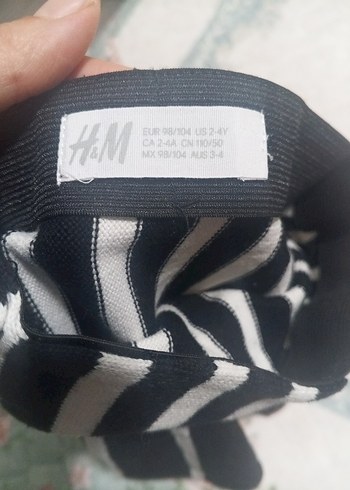 H&M
EUR 98/104 US 2-4Y
CA 2-4A CN 110/50
MX 98/104 AUS 3-4